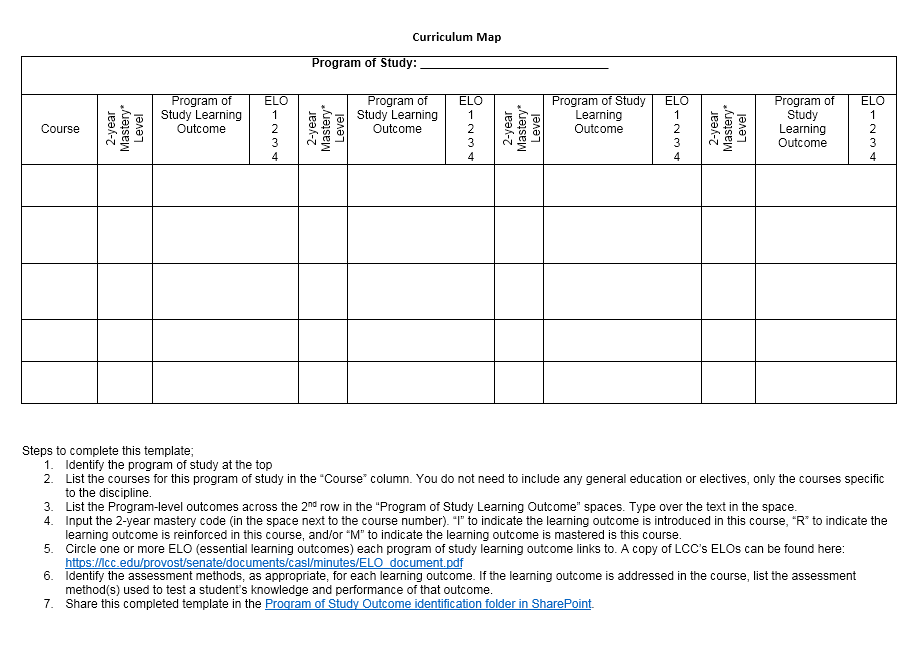 Curriculum Map
Program of Study: ____________________________
Course
2-year
Mastery*
Level
Program of
Study Learning
Outcome
ELO
1
2
3
4
2-year
Mastery*
Level
Program of
Study Learning
Outcome
ELO
1
2
3
4
2-year
Mastery*
Level
Program of Study
Learning
Outcome
ELO
1
2
3
4
2-year
Mastery*
Level
Program of
Study
Learning
Outcome
ELO
1
2
3
4
Steps to complete this template;
1. Identify the program of study at the top
2. List the courses for this program of study in the “Course” column. You do not need to include any general education or electives, only the courses specific
to the discipline.
3. List the Program-level outcomes across the 2nd row in the “Program of Study Learning Outcome” spaces. Type over the text in the space.
4. Input the 2-year mastery code (in the space next to the course number). “I” to indicate the learning outcome is introduced in this course, “R” to indicate the
learning outcome is reinforced in this course, and/or “M” to indicate the learning outcome is mastered is this course.
5. Circle one or more ELO (essential learning outcomes) each program of study learning outcome links to. A copy of LCC’s ELOs can be found here:
https://lcc.edu/provost/senate/documents/casl/minutes/ELO_document.pdf
6. Identify the assessment methods, as appropriate, for each learning outcome. If the learning outcome is addressed in the course, list the assessment
method(s) used to test a student’s knowledge and performance of that outcome.
7. Share this completed template in the Program of Study Outcome identification folder in SharePoint.